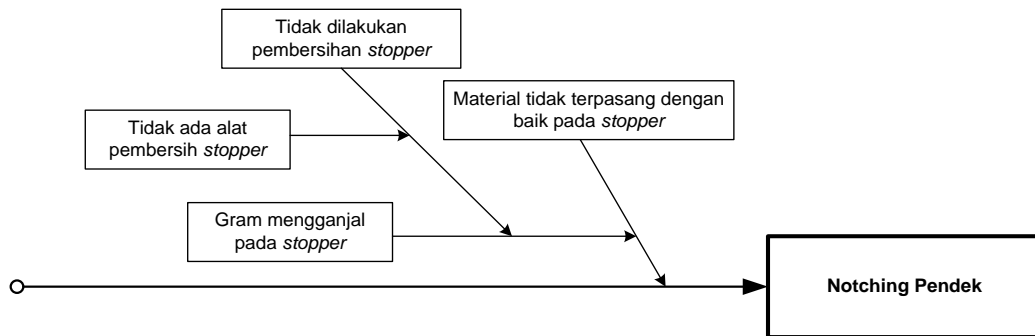 Tidak dilakukan
pembersihan stopper
Material tidak terpasang dengan
baik pada stopper
Tidak ada alat
pembersih stopper
Gram mengganjal
pada stopper
Notching Pendek